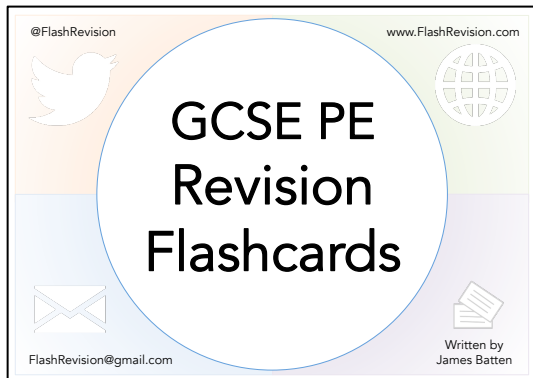 @FlashRevision
www.FlashRevision.com
GCSE PE
Revision
Flashcards
FlashRevision@gmail.com
Written by
James Batten